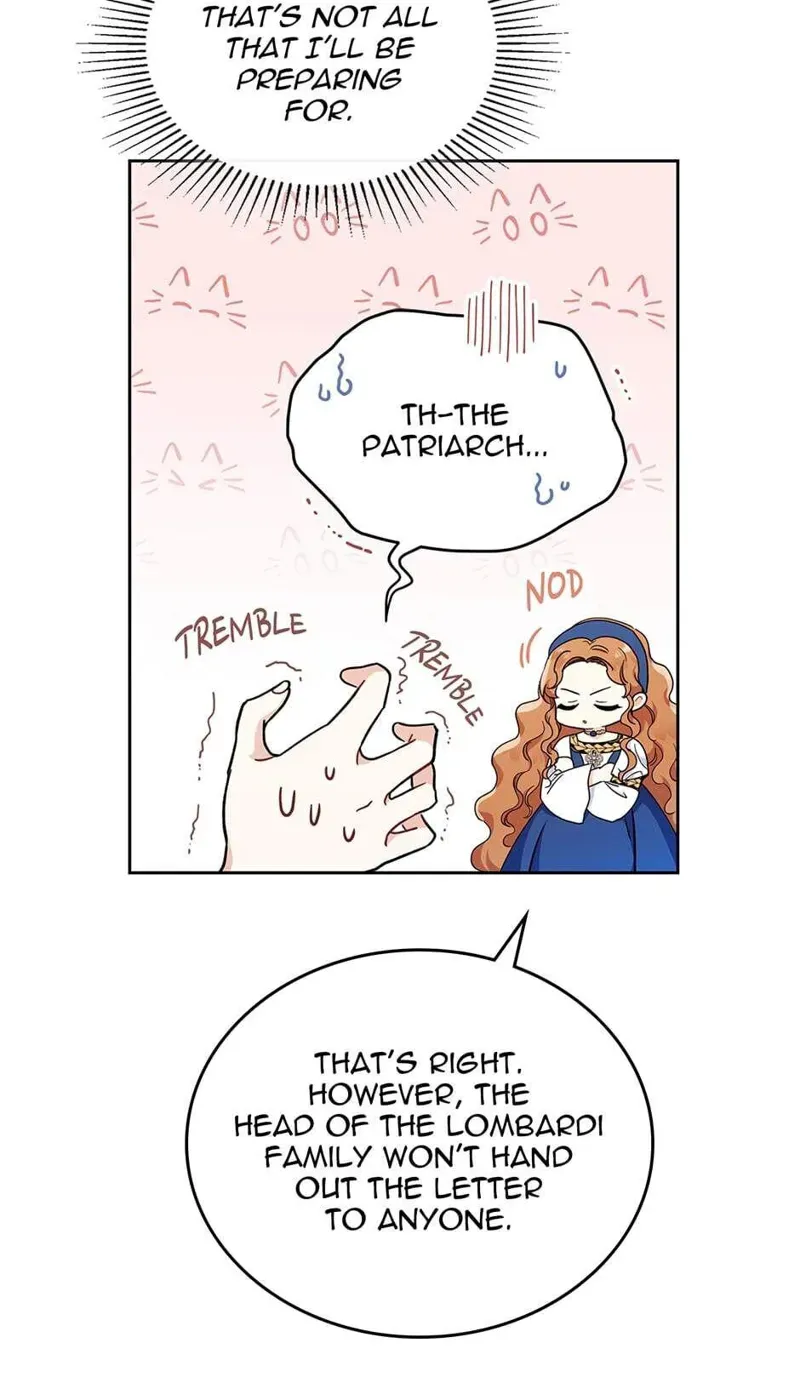 THAT'S NOT ALL
THAT I'LL BE
PREPARING
FOR.
TH-THE
PATRIARCH...
NOD
TREMBLE
TREMBLE
THAT'S RIGHT.
HOWEVER, THE
HEAD OF THE LOMBARDI
FAMILY WON'T HAND
OUT THE LETTER
TO ANYONE.